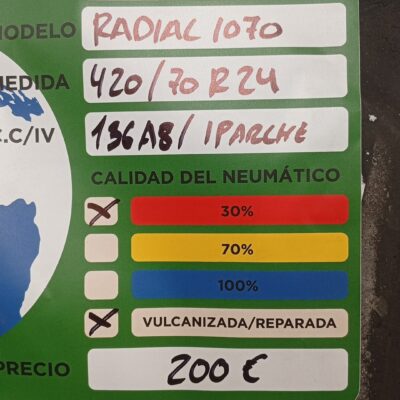 MODELO RADIAL 1070
MEDIDA 420/70 R24
I.C/IV 136A8/ 1PARCHE
CALIDAD DEL NEUMÁTICO
30%
70%
100%
VULCANIZADA/REPARADA
PRECIO 200 €